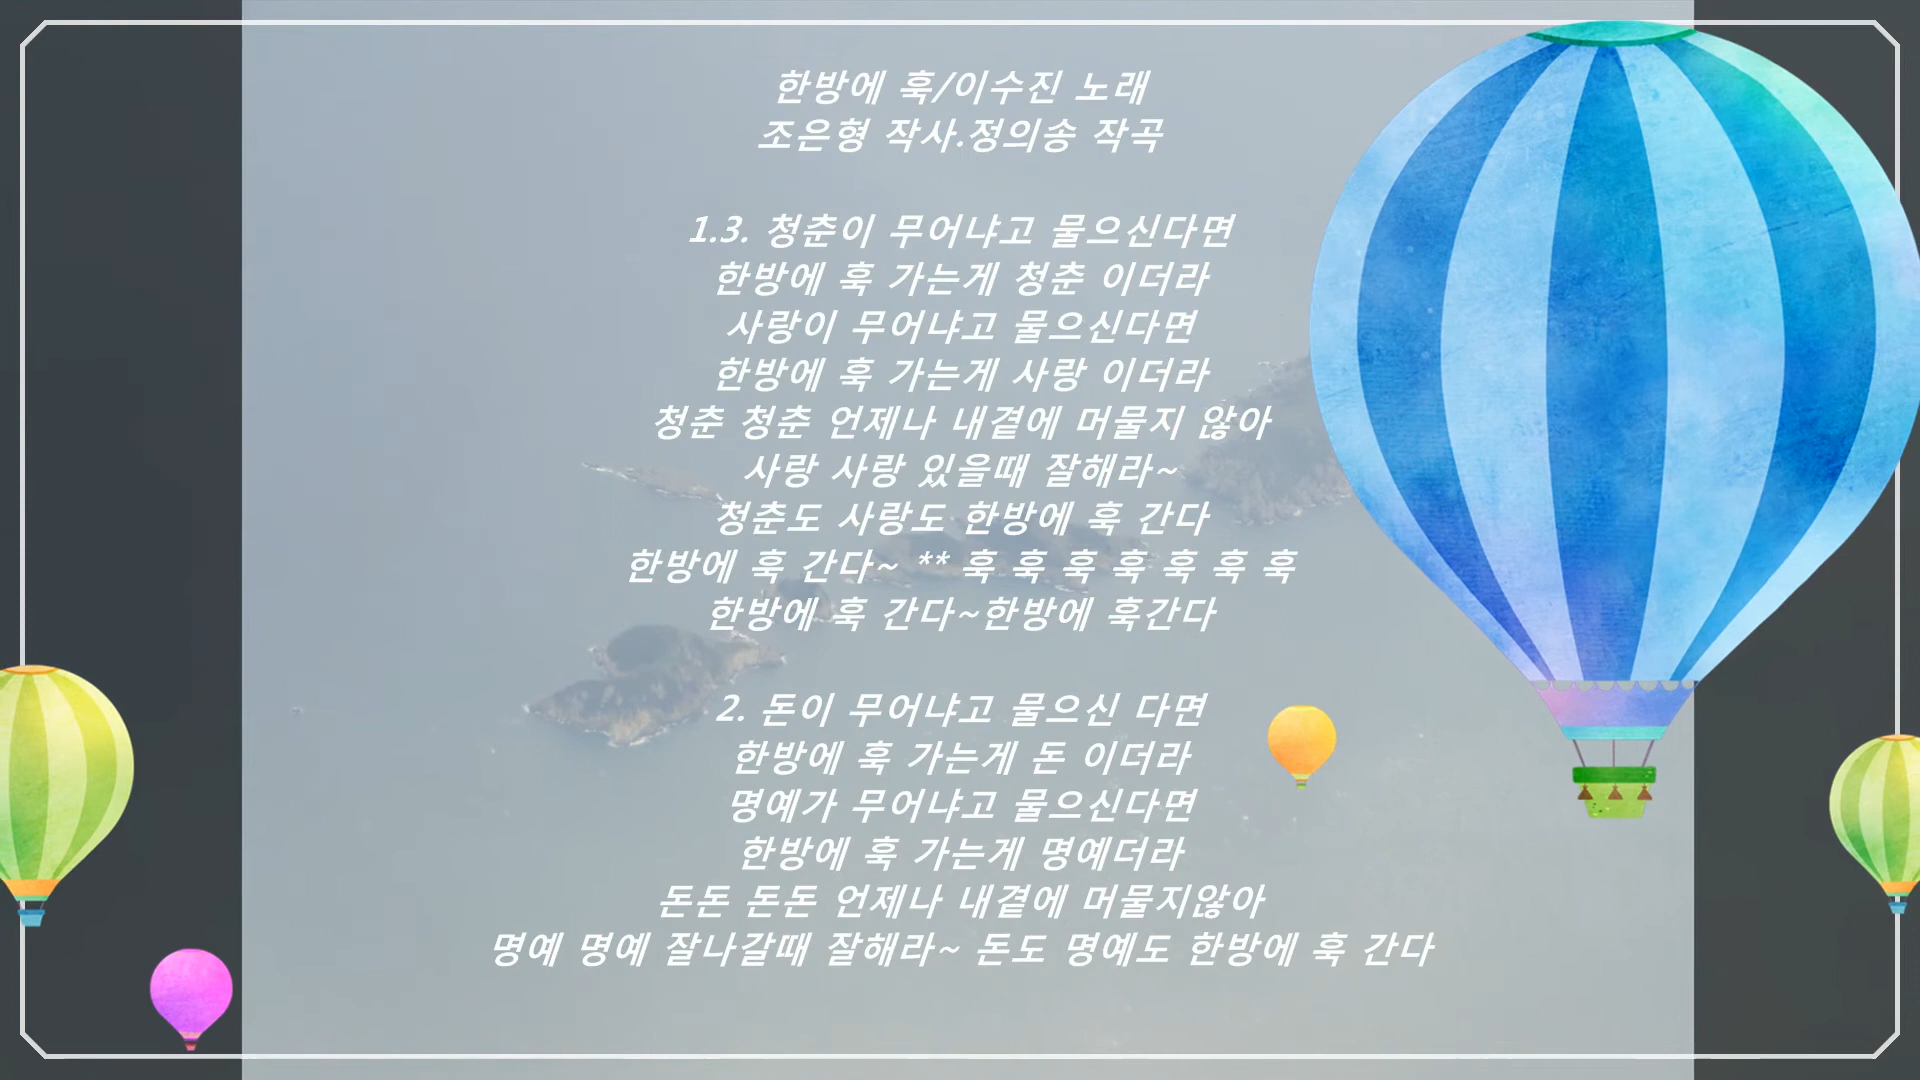 한방에 훅/이수진 노래
조은형 작사.정의송 작곡
1.3. 청춘이 무어냐고 물으신다면
한방에 훅 가는게 청춘 이더라
사랑이 무어냐고 물으신다면
한방에 훅 가는게 사랑 이더라
청춘 청춘 언제나 내곁에 머물지 않아
사랑 사랑 있을때 잘해라~
청춘도 사랑도 한방에 훅 간다
한방에 훅 간다~ ** 훅 훅 훅 훅 훅 훅 훅
한방에 훅 간다~한방에 훅간다
2. 돈이 무어냐고 물으신 다면
한방에 훅 가는게 돈 이더라
명예가 무어냐고 물으신다면
한방에 훅 가는게 명예더라
돈돈 돈돈 언제나 내곁에 머물지않아
명예 명예 잘나갈때 잘해라~ 돈도 명예도 한방에 훅 간다